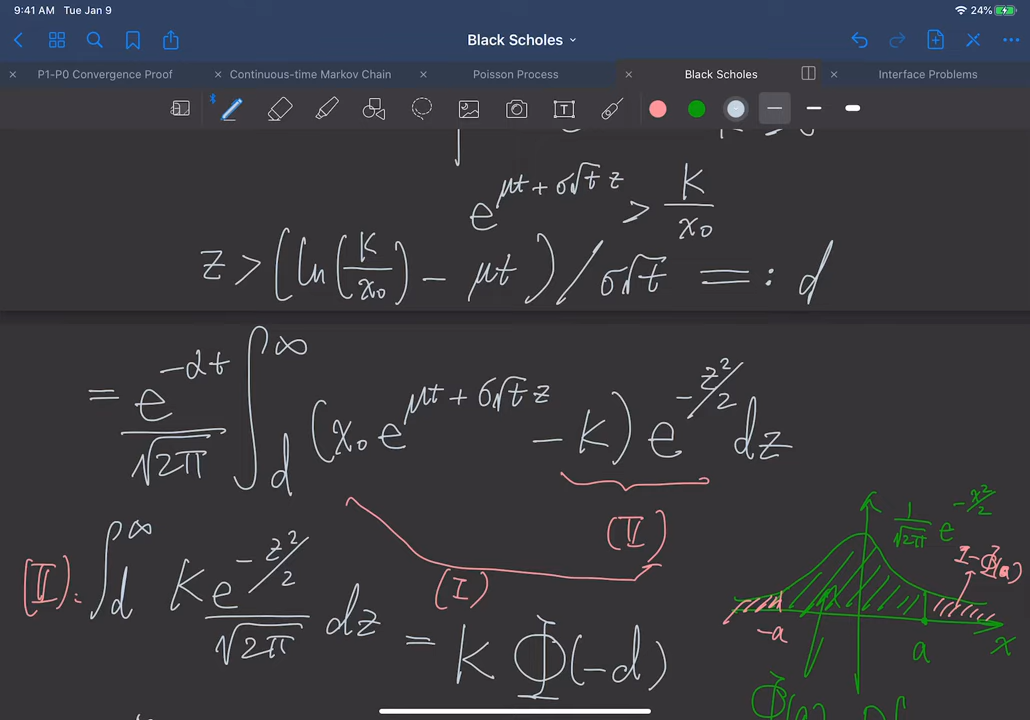 9:41 AM Tue Jan 9
24%
Black Scholes
P1-P0 Convergence Proof
Continuous-time Markov Chain
Poisson Process
Black Scholes
Interface Problems
T
e^{μt + σ√t z} > K/x₀
z > (ln(K/x₀) − μt)/σ√t =: d
= e^{-αt}/√2π ∫_d^∞ (x₀ e^{μt + σ√t z} − K) e^{-z²/2} dz
(I)
(II)
(II): ∫_d^∞ K e^{-z²/2}/√2π dz = K Φ(−d)
1/√2π e^{-x²/2}
1−Φ(a)
−a
a
x
Φ(a)